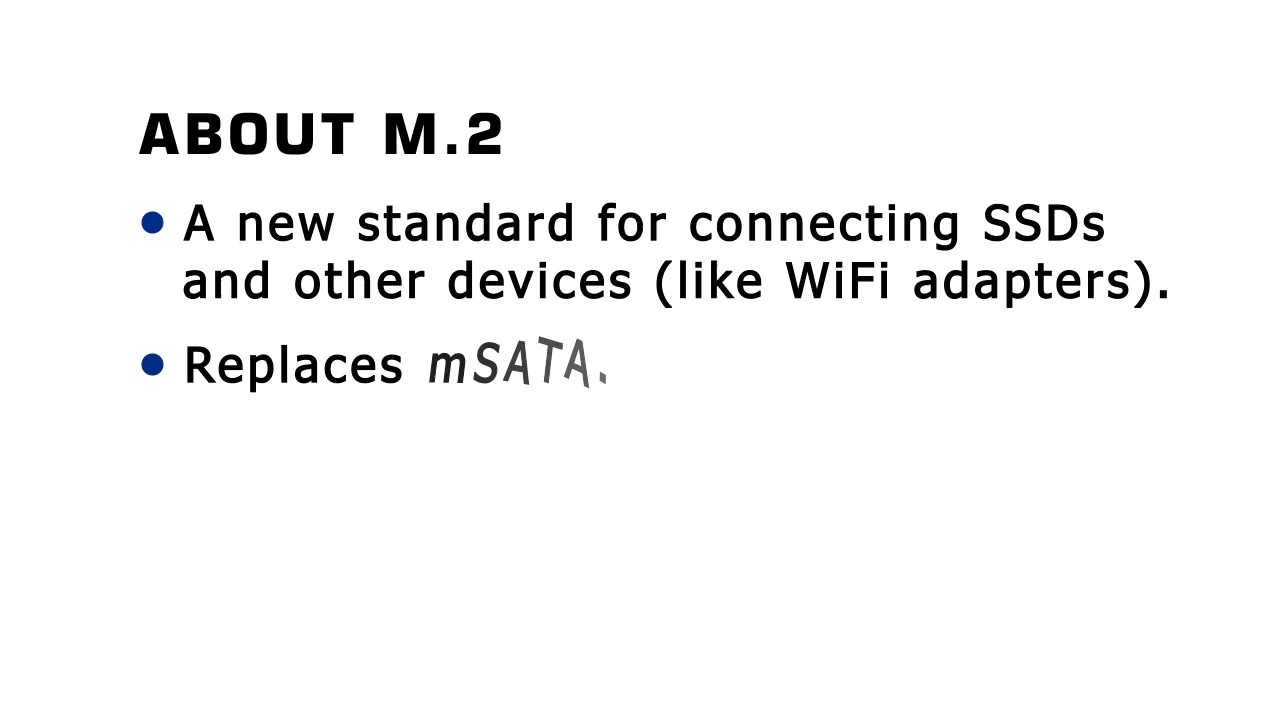 ABOUT M.2
• A new standard for connecting SSDs
and other devices (like WiFi adapters).
• Replaces mSATA.